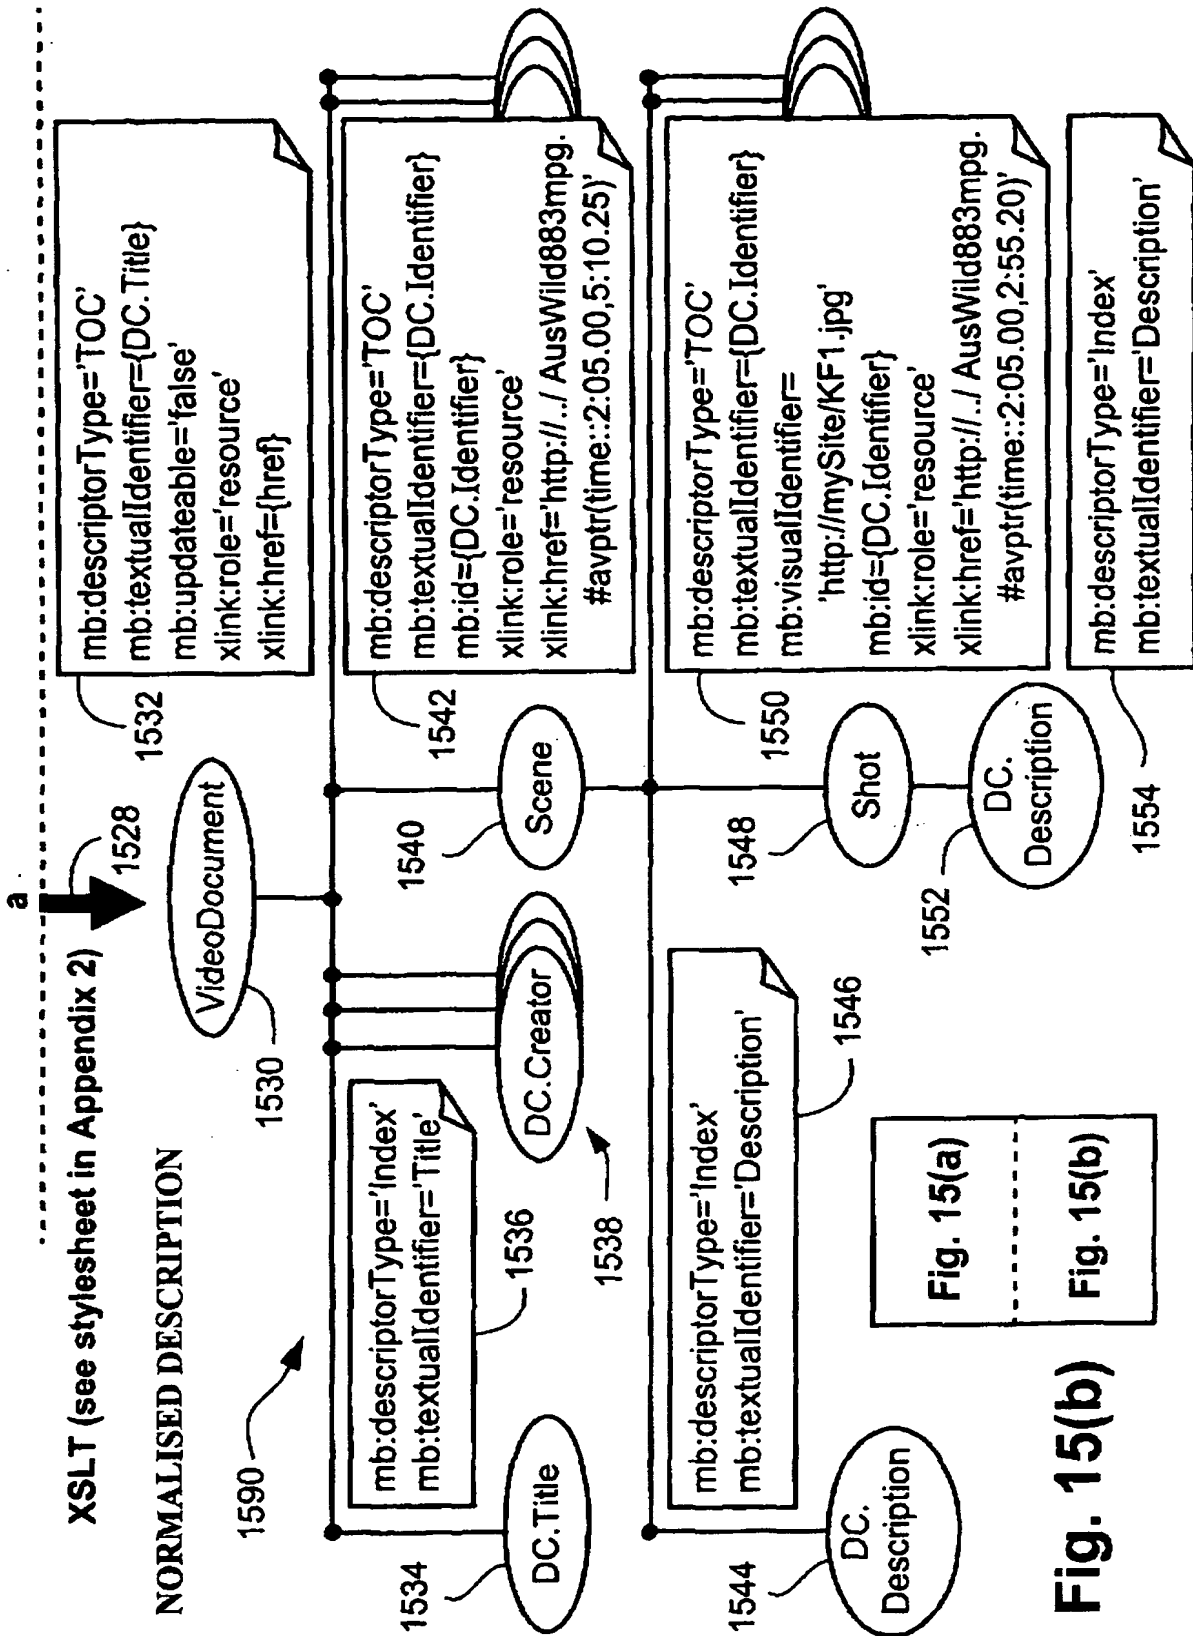 a
XSLT (see stylesheet in Appendix 2)
1528
NORMALISED DESCRIPTION
VideoDocument
1530
mb:descriptorType='TOC'
mb:textualIdentifier={DC.Title}
mb:updateable='false'
xlink:role='resource'
xlink:href={href}
1532
1590
DC.Title
1534
mb:descriptorType='Index'
mb:textualIdentifier='Title'
1536
DC.Creator
1538
Scene
1540
mb:descriptorType='TOC'
mb:textualIdentifier={DC.Identifier}
mb:id={DC.Identifier}
xlink:role='resource'
xlink:href='http://../ AusWild883mpg.
#avptr(time::2:05.00,5:10.25)'
1542
DC.
Description
1544
mb:descriptorType='Index'
mb:textualIdentifier='Description'
1546
Shot
1548
mb:descriptorType='TOC'
mb:textualIdentifier={DC.Identifier}
mb:visualIdentifier=
'http://mySite/KF1.jpg'
mb:id={DC.Identifier}
xlink:role='resource'
xlink:href='http://../ AusWild883mpg.
#avptr(time::2:05.00,2:55.20)'
1550
DC.
Description
1552
mb:descriptorType='Index'
mb:textualIdentifier='Description'
1554
Fig. 15(a)
Fig. 15(b)
Fig. 15(b)